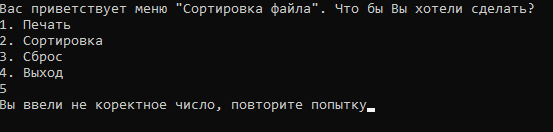 Вас приветствует меню "Сортировка файла". Что бы Вы хотели сделать?
1. Печать
2. Сортировка
3. Сброс
4. Выход
5
Вы ввели не коректное число, повторите попытку